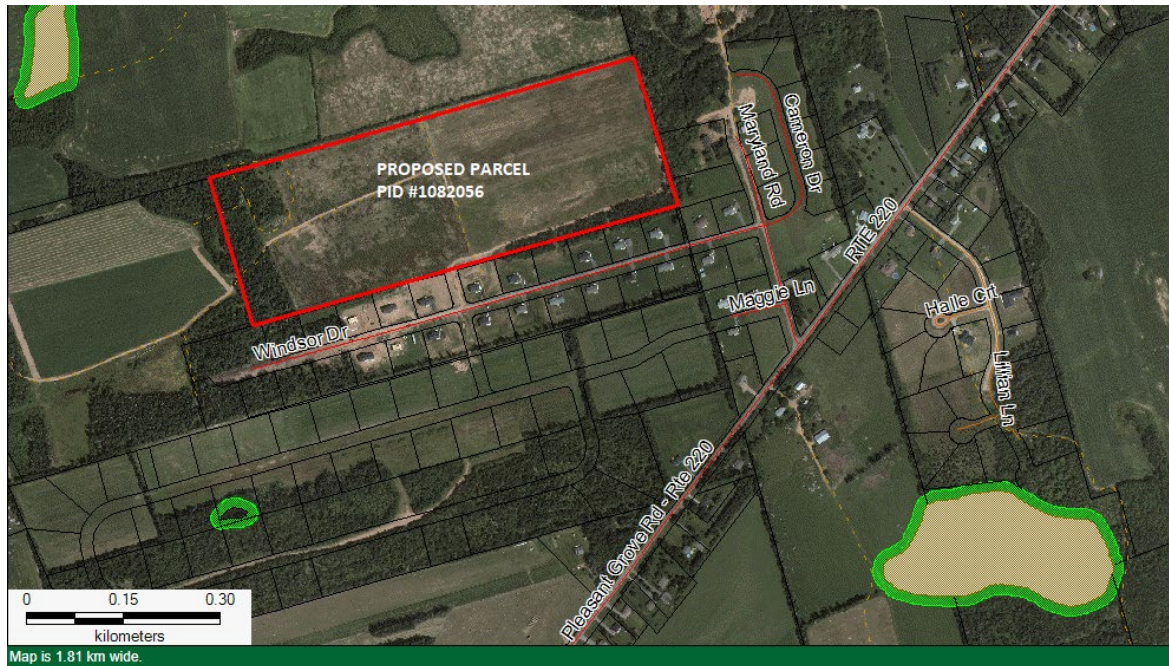 PROPOSED PARCEL
PID #1082056
Cameron Dr
Maryland Rd
RTE 220
Maggie Ln
Halle Crt
Windsor Dr
Lillian Ln
Pleasant Grove Rd - Rte 220
0 0.15 0.30
kilometers
Map is 1.81 km wide.